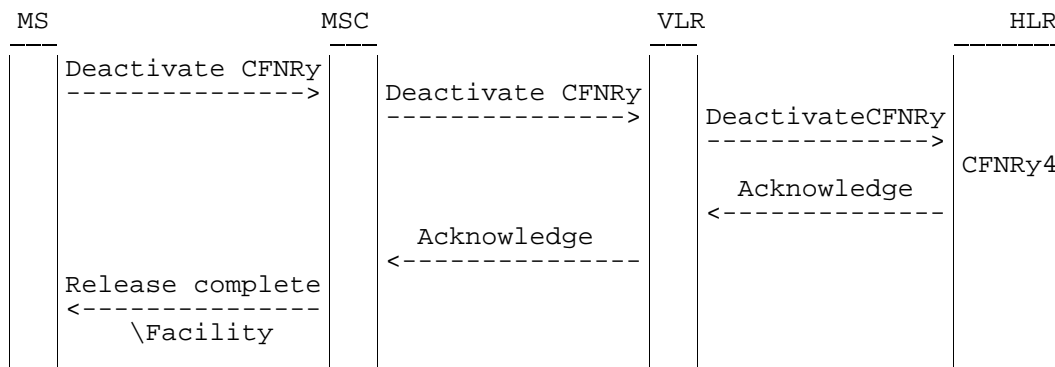 MS MSC VLR HLR
Deactivate CFNRy
Deactivate CFNRy
DeactivateCFNRy
CFNRy4
Acknowledge
Acknowledge
Release complete
\Facility